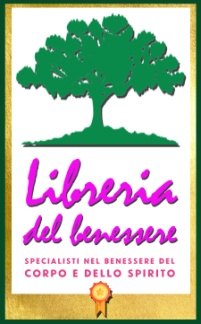 Libreria
del benessere
SPECIALISTI NEL BENESSERE DEL
CORPO E DELLO SPIRITO